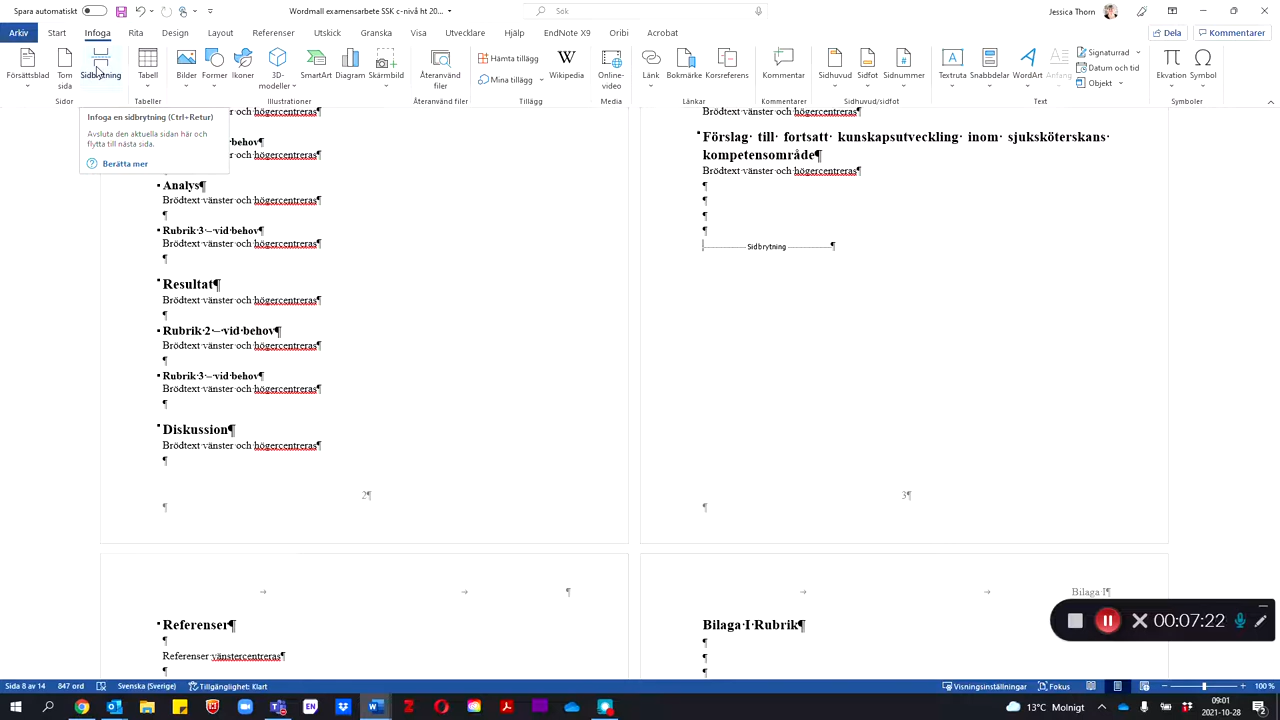 Spara automatiskt
Wordmall examensarbete SSK c-nivå ht 20...
Sök
Jessica Thorn
Arkiv Start Infoga Rita Design Layout Referenser Utskick Granska Visa Utvecklare Hjälp EndNote X9 Oribi Acrobat
Dela Kommentarer
Försättsblad Tom sida Sidbrytning Tabell Bilder Former Ikoner 3D-modeller SmartArt Diagram Skärmbild Återanvänd filer Hämta tillägg Mina tillägg Wikipedia Online-video Länk Bokmärke Korsreferens Kommentar Sidhuvud Sidfot Sidnummer Textruta Snabbdelar WordArt Anfang Signaturrad Datum och tid Objekt Ekvation Symbol
Sidor Tabeller Illustrationer Återanvänd filer Tillägg Media Länkar Kommentarer Sidhuvud/sidfot Text Symboler
Infoga en sidbrytning (Ctrl+Retur)
Avsluta den aktuella sidan här och
flytta till nästa sida.
Berätta mer
och·högercentreras¶
behov¶
och·högercentreras¶
▪Analys¶
Brödtext·vänster·och·högercentreras¶
¶
▪Rubrik·3·–·vid·behov¶
Brödtext·vänster·och·högercentreras¶
¶
▪Resultat¶
Brödtext·vänster·och·högercentreras¶
¶
▪Rubrik·2·–·vid·behov¶
Brödtext·vänster·och·högercentreras¶
¶
▪Rubrik·3·–·vid·behov¶
Brödtext·vänster·och·högercentreras¶
¶
▪Diskussion¶
Brödtext·vänster·och·högercentreras¶
¶
2¶
¶
Brödtext·vänster·och·högercentreras¶
▪Förslag· till· fortsatt· kunskapsutveckling· inom· sjuksköterskans·
kompetensområde¶
Brödtext·vänster·och·högercentreras¶
¶
¶
¶
¶
Sidbrytning¶
3¶
¶
→ → ¶
▪Referenser¶
¶
Referenser·vänstercentreras¶
¶
→ → Bilaga·I¶
Bilaga·I·Rubrik¶
¶
¶
¶
00:07:22
Sida 8 av 14 847 ord Svenska (Sverige) Tillgänglighet: Klart
Visningsinställningar Fokus 100 %
EN
13°C Molnigt
09:01
2021-10-28
2